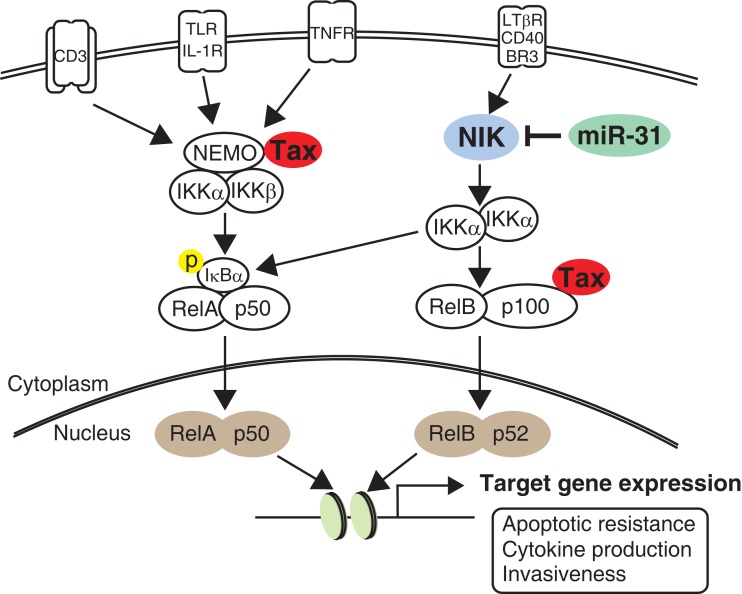 CD3
TLR
IL-1R
TNFR
LTβR
CD40
BR3
NEMO
Tax
NIK
miR-31
IKKα
IKKβ
IKKα
IKKα
p
IκBα
RelA
p50
Tax
RelB
p100
Cytoplasm
Nucleus
RelA
p50
RelB
p52
Target gene expression
Apoptotic resistance
Cytokine production
Invasiveness